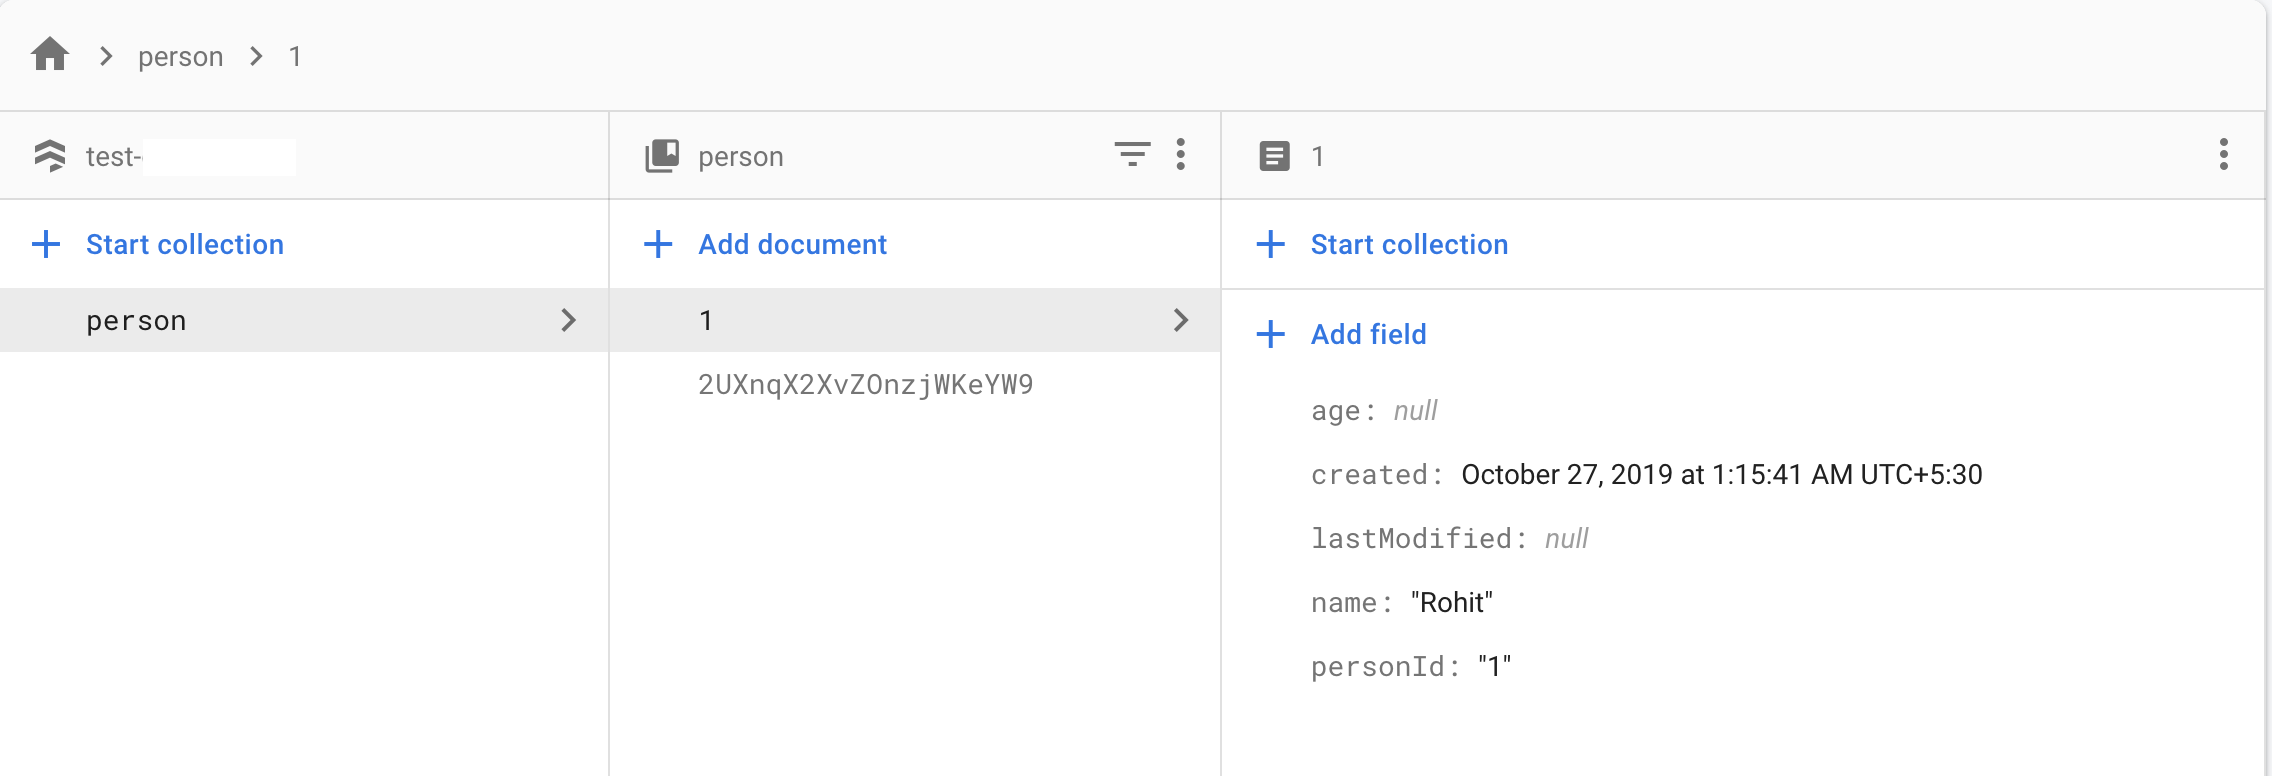 person 1
test-
Start collection
person
person
Add document
1
2UXnqX2XvZOnzjWKeYW9
1
Start collection
Add field
age: null
created: October 27, 2019 at 1:15:41 AM UTC+5:30
lastModified: null
name: "Rohit"
personId: "1"